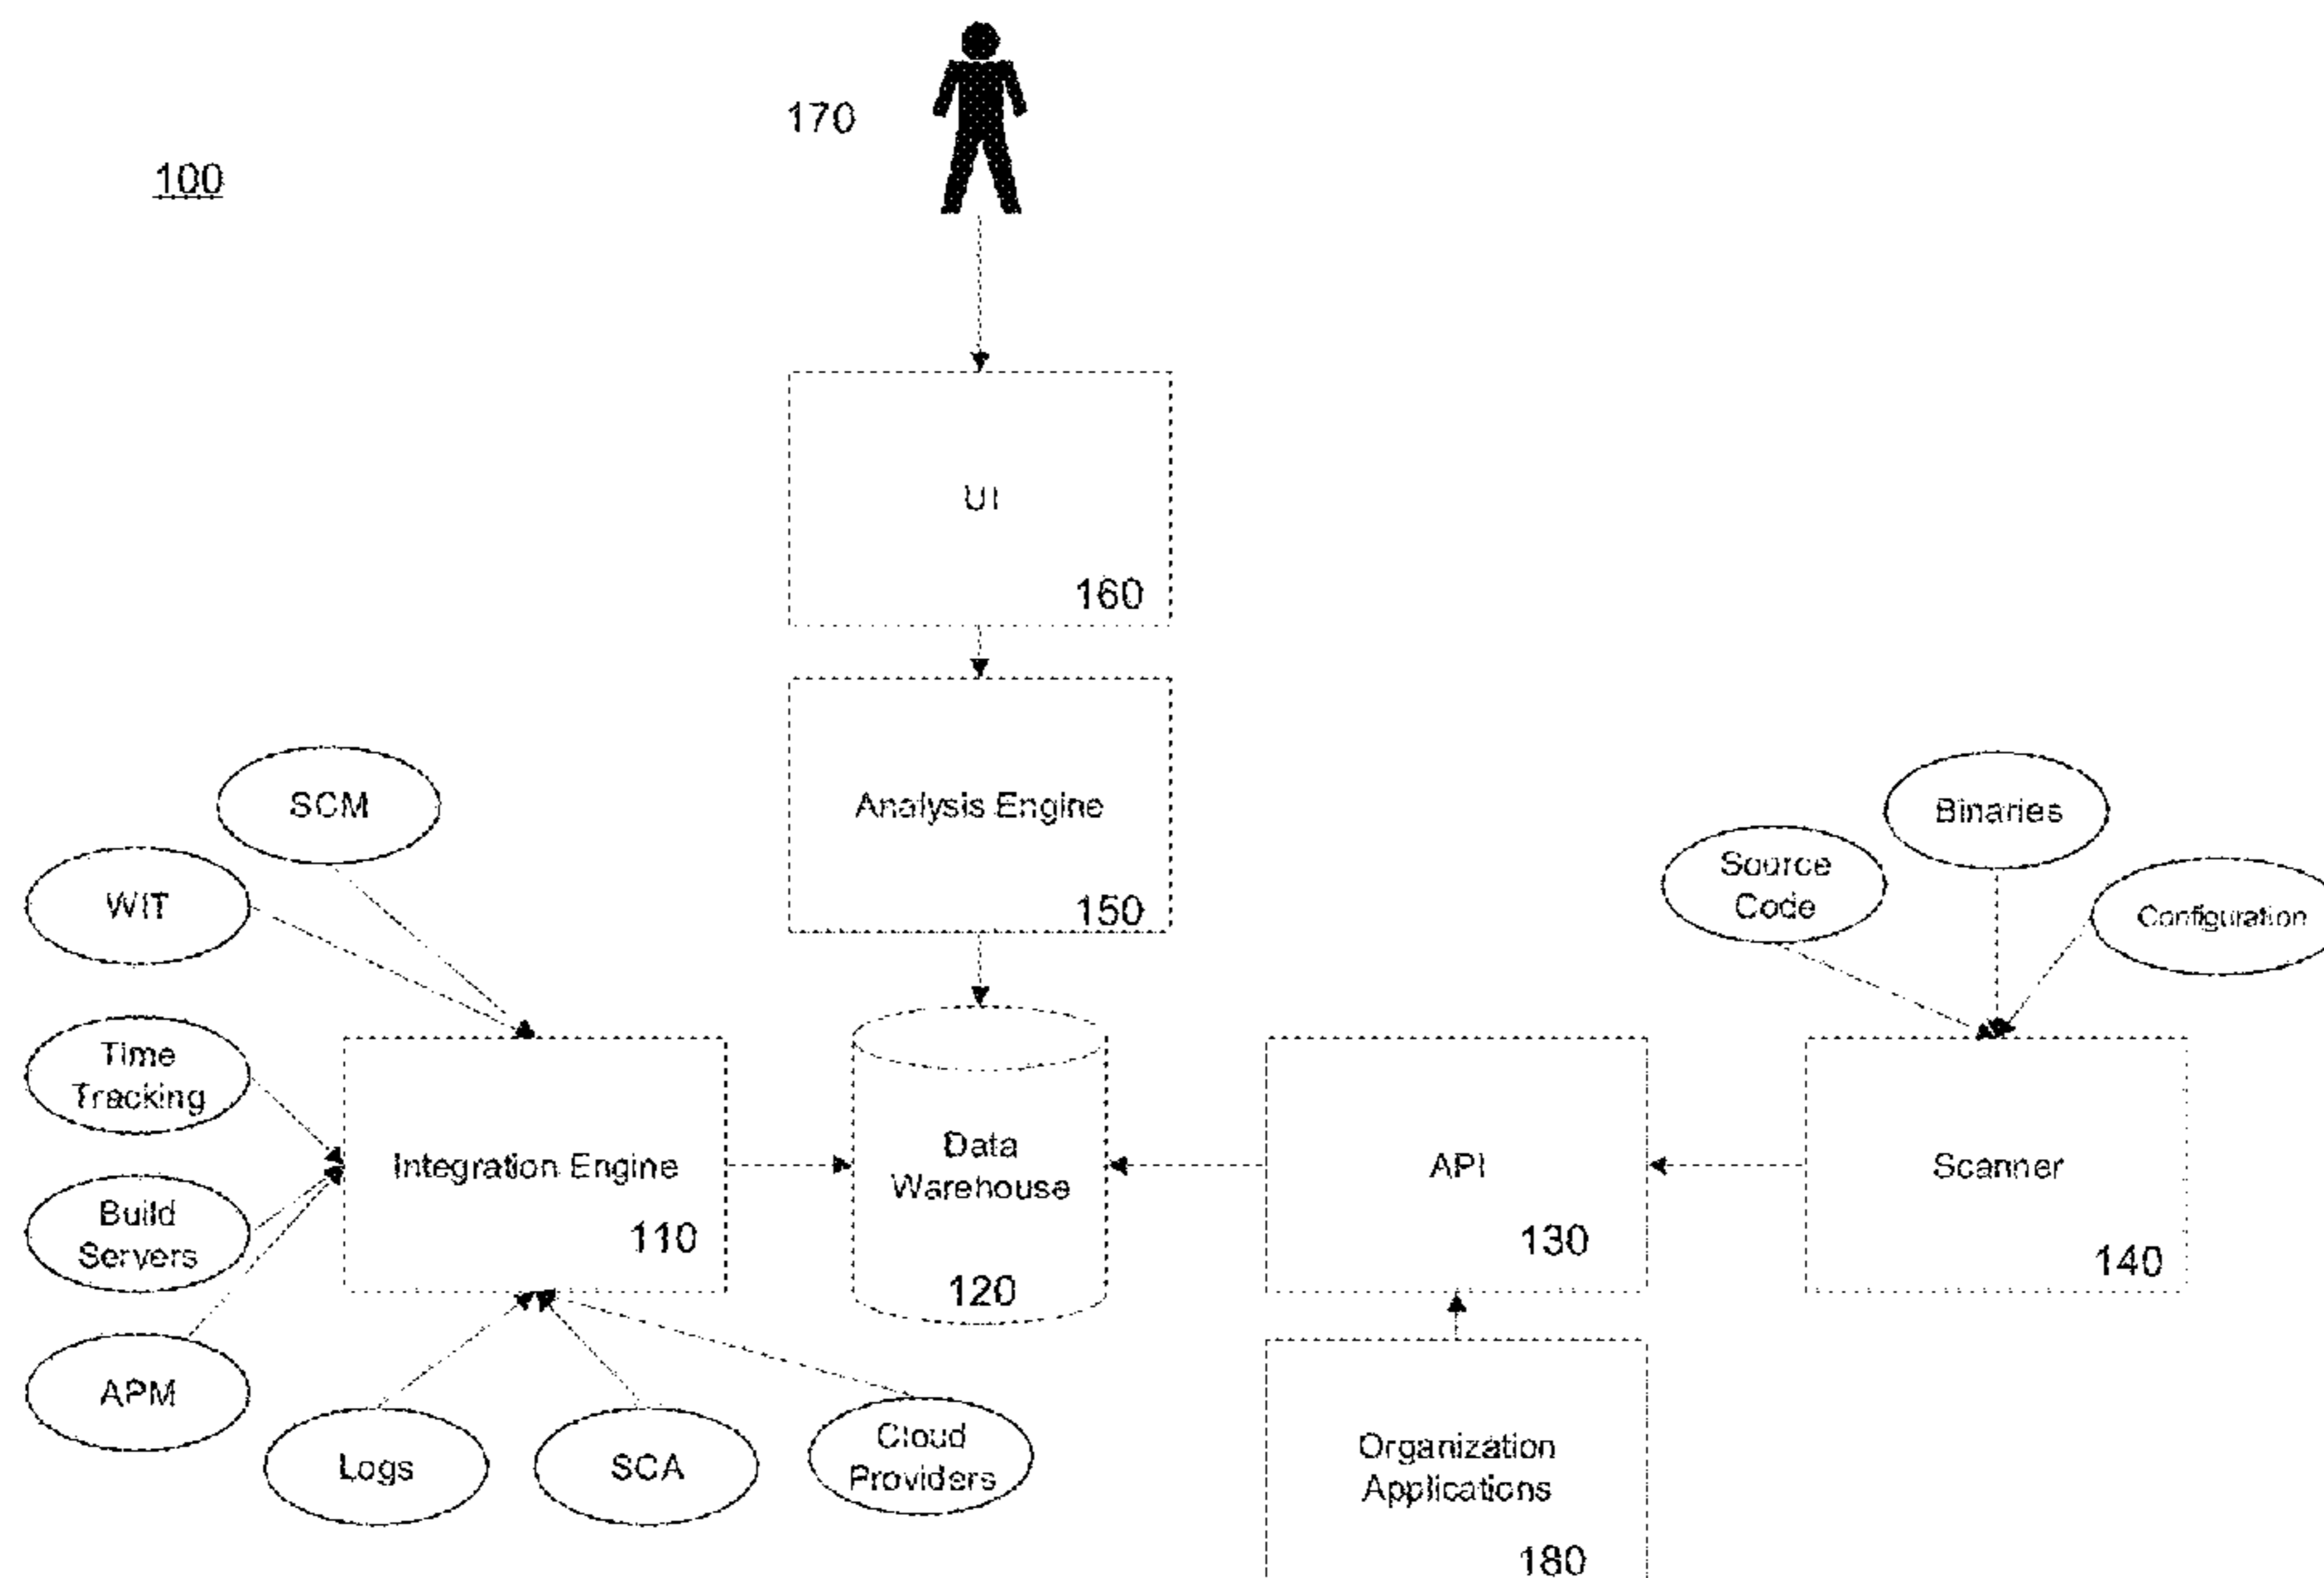 170
100
UI
160
Analysis Engine
150
SCM
WIT
Time
Tracking
Build
Servers
APM
Logs
SCA
Cloud
Providers
Integration Engine
110
Data
Warehouse
120
API
130
Source
Code
Binaries
Configuration
Scanner
140
Organization
Applications
180